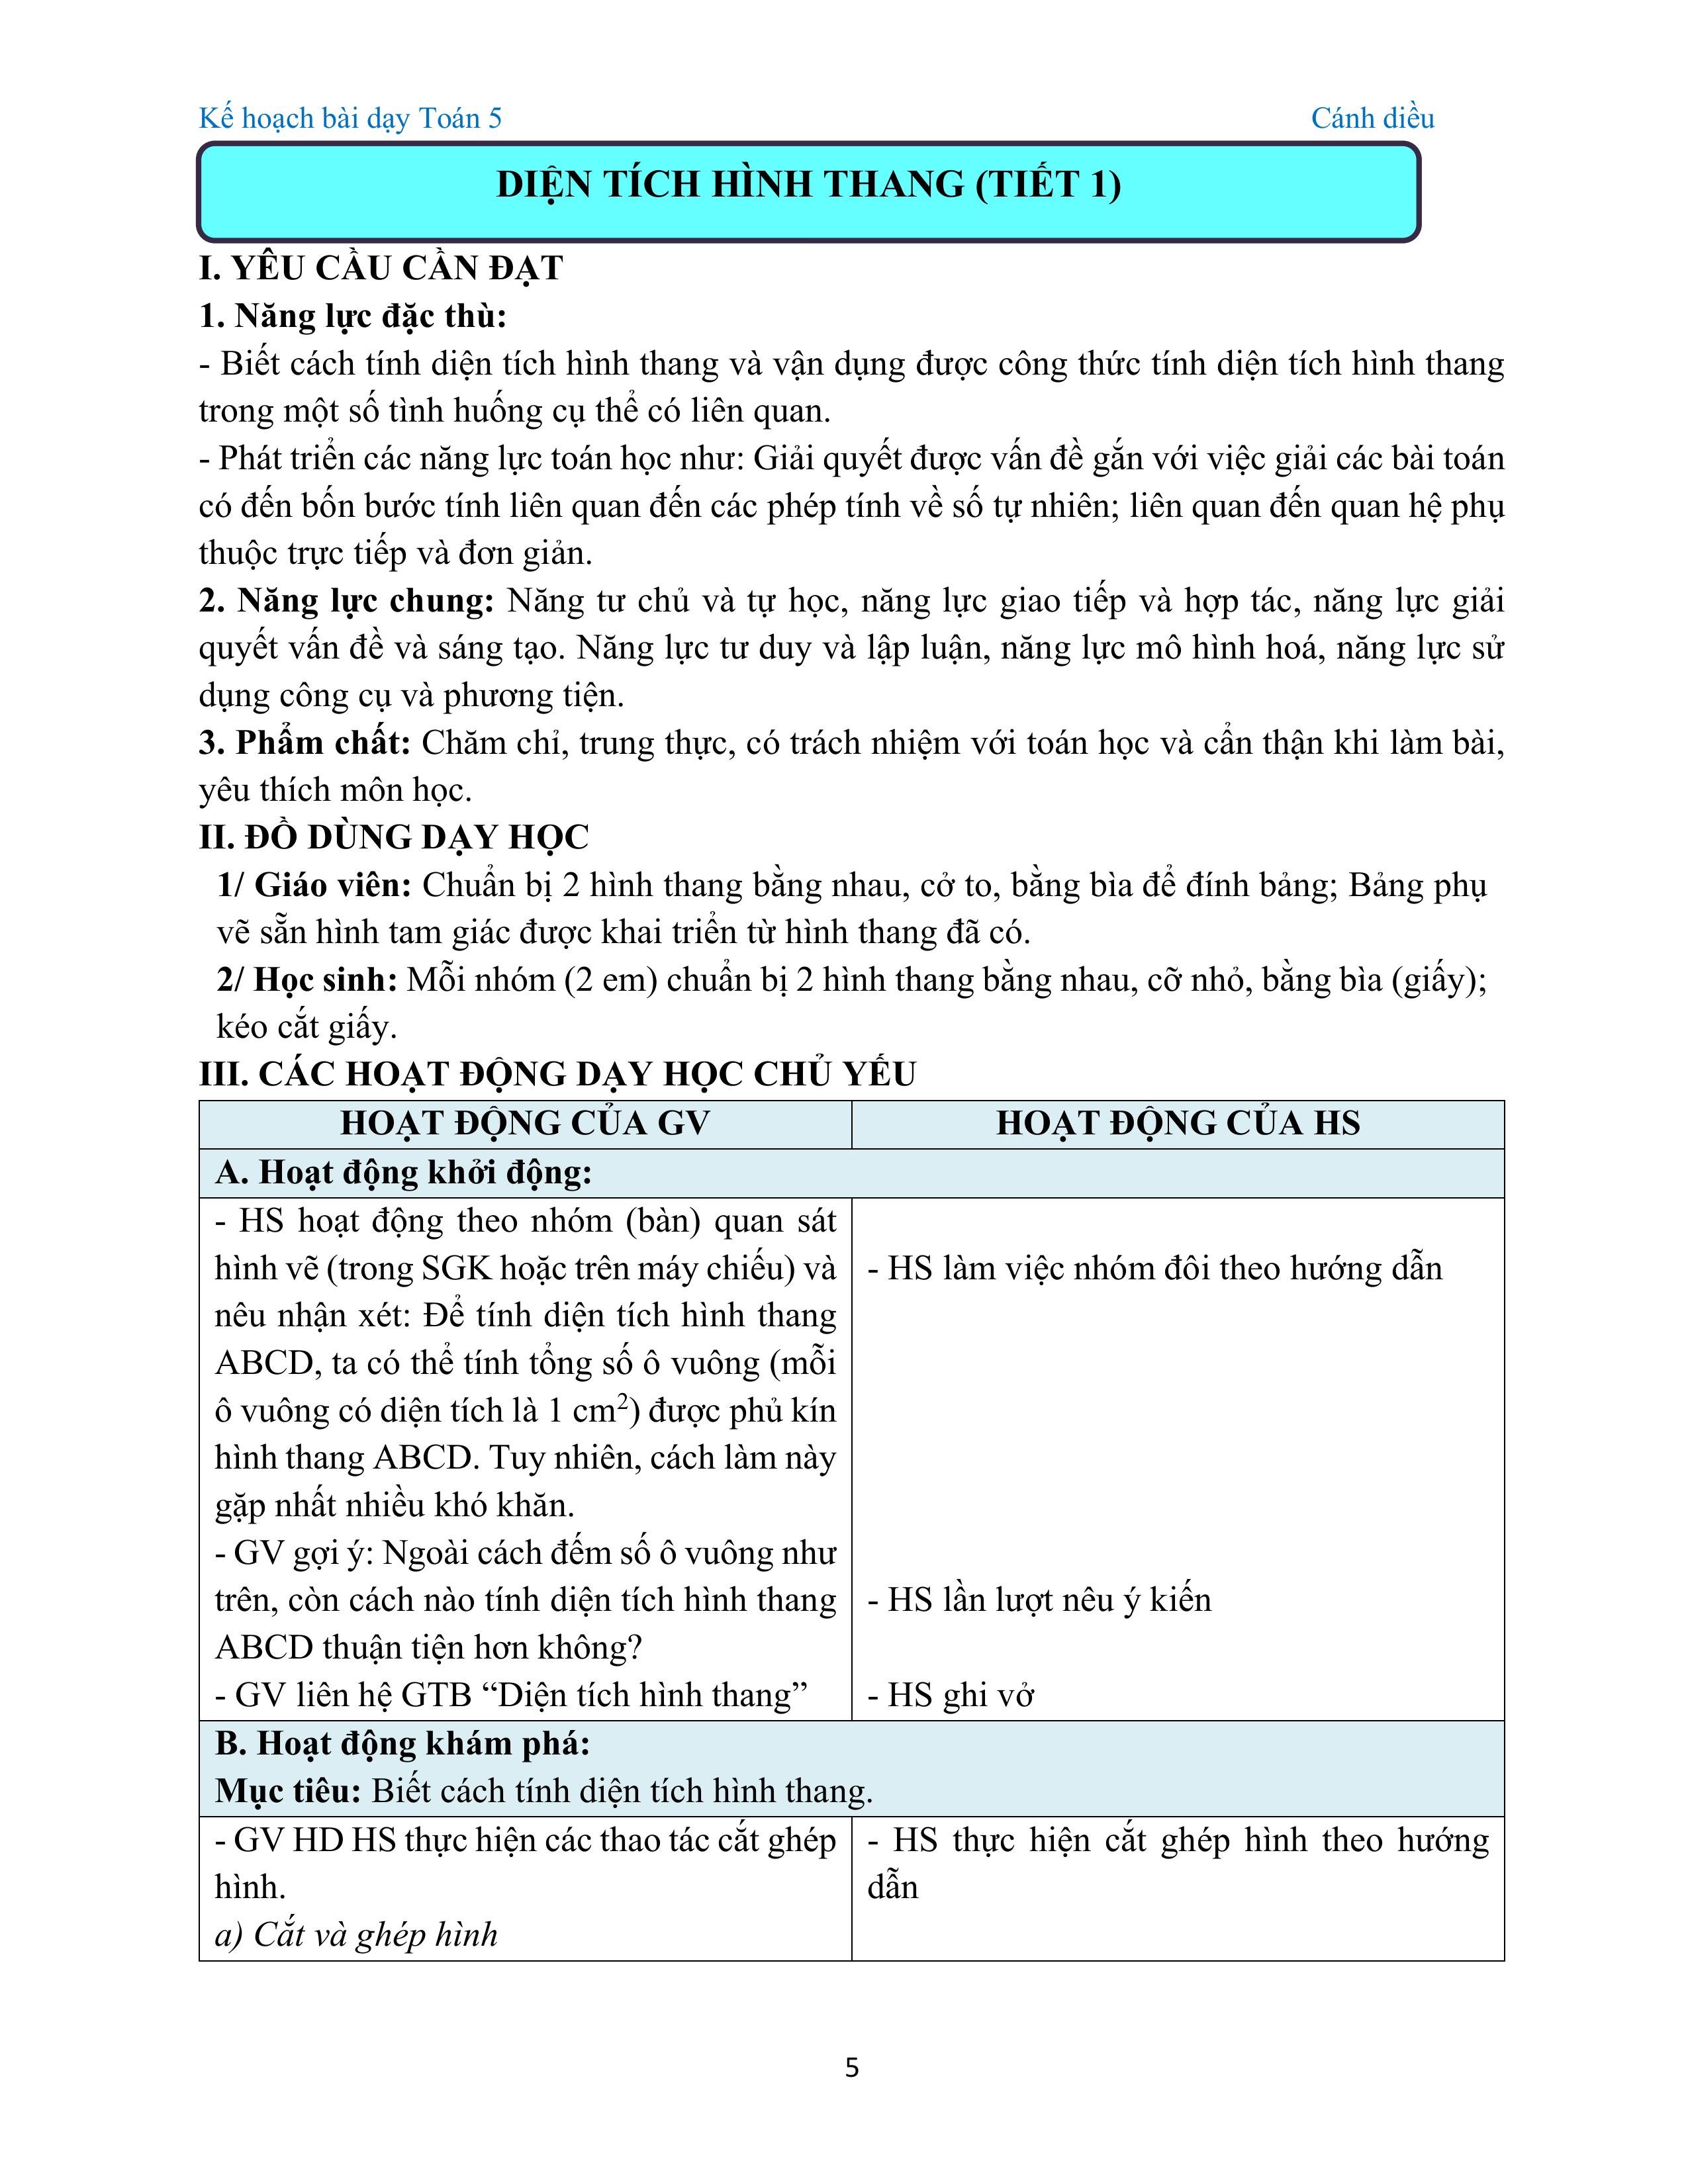 Kế hoạch bài dạy Toán 5 Cánh diều
DIỆN TÍCH HÌNH THANG (TIẾT 1)
I. YÊU CẦU CẦN ĐẠT
1. Năng lực đặc thù:
- Biết cách tính diện tích hình thang và vận dụng được công thức tính diện tích hình thang
trong một số tình huống cụ thể có liên quan.
- Phát triển các năng lực toán học như: Giải quyết được vấn đề gắn với việc giải các bài toán
có đến bốn bước tính liên quan đến các phép tính về số tự nhiên; liên quan đến quan hệ phụ
thuộc trực tiếp và đơn giản.
2. Năng lực chung: Năng tư chủ và tự học, năng lực giao tiếp và hợp tác, năng lực giải
quyết vấn đề và sáng tạo. Năng lực tư duy và lập luận, năng lực mô hình hoá, năng lực sử
dụng công cụ và phương tiện.
3. Phẩm chất: Chăm chỉ, trung thực, có trách nhiệm với toán học và cẩn thận khi làm bài,
yêu thích môn học.
II. ĐỒ DÙNG DẠY HỌC
1/ Giáo viên: Chuẩn bị 2 hình thang bằng nhau, cở to, bằng bìa để đính bảng; Bảng phụ
vẽ sẵn hình tam giác được khai triển từ hình thang đã có.
2/ Học sinh: Mỗi nhóm (2 em) chuẩn bị 2 hình thang bằng nhau, cỡ nhỏ, bằng bìa (giấy);
kéo cắt giấy.
III. CÁC HOẠT ĐỘNG DẠY HỌC CHỦ YẾU
HOẠT ĐỘNG CỦA GV HOẠT ĐỘNG CỦA HS
A. Hoạt động khởi động:
- HS hoạt động theo nhóm (bàn) quan sát
hình vẽ (trong SGK hoặc trên máy chiếu) và
nêu nhận xét: Để tính diện tích hình thang
ABCD, ta có thể tính tổng số ô vuông (mỗi
ô vuông có diện tích là 1 cm²) được phủ kín
hình thang ABCD. Tuy nhiên, cách làm này
gặp nhất nhiều khó khăn.
- GV gợi ý: Ngoài cách đếm số ô vuông như
trên, còn cách nào tính diện tích hình thang
ABCD thuận tiện hơn không?
- GV liên hệ GTB “Diện tích hình thang”
- HS làm việc nhóm đôi theo hướng dẫn
- HS lần lượt nêu ý kiến
- HS ghi vở
B. Hoạt động khám phá:
Mục tiêu: Biết cách tính diện tích hình thang.
- GV HD HS thực hiện các thao tác cắt ghép
hình.
a) Cắt và ghép hình
- HS thực hiện cắt ghép hình theo hướng
dẫn
5